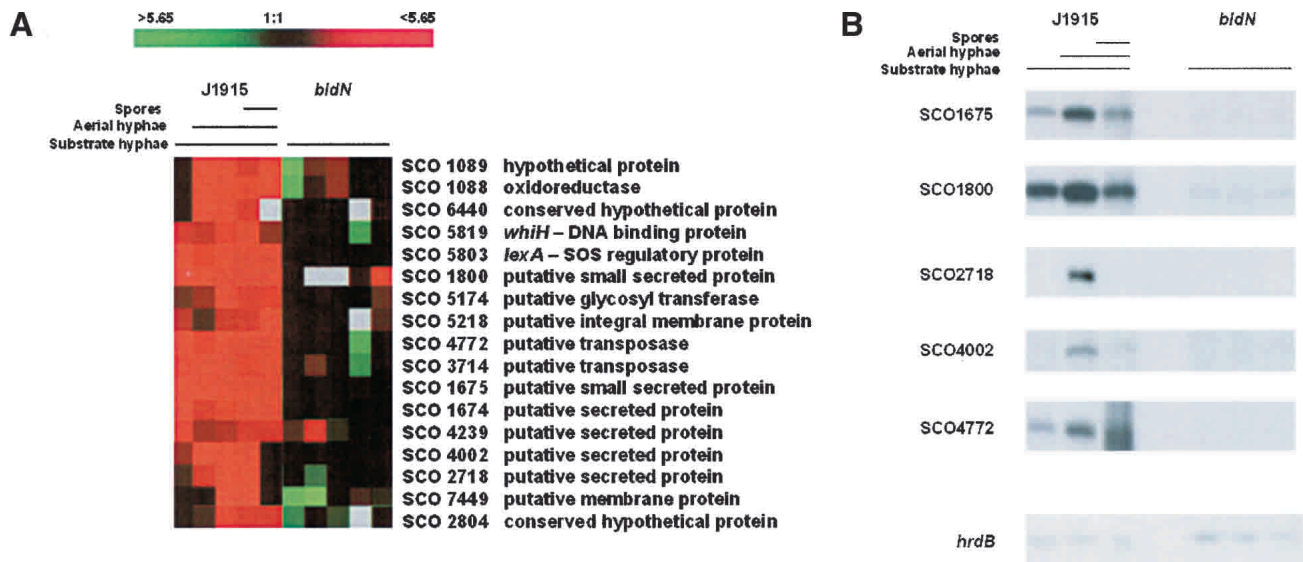 A
>5.65 1:1 <5.65
J1915 bldN
Spores
Aerial hyphae
Substrate hyphae
SCO 1089 hypothetical protein
SCO 1088 oxidoreductase
SCO 6440 conserved hypothetical protein
SCO 5819 whiH – DNA binding protein
SCO 5803 lexA – SOS regulatory protein
SCO 1800 putative small secreted protein
SCO 5174 putative glycosyl transferase
SCO 5218 putative integral membrane protein
SCO 4772 putative transposase
SCO 3714 putative transposase
SCO 1675 putative small secreted protein
SCO 1674 putative secreted protein
SCO 4239 putative secreted protein
SCO 4002 putative secreted protein
SCO 2718 putative secreted protein
SCO 7449 putative membrane protein
SCO 2804 conserved hypothetical protein
B
J1915 bldN
Spores
Aerial hyphae
Substrate hyphae
SCO1675
SCO1800
SCO2718
SCO4002
SCO4772
hrdB